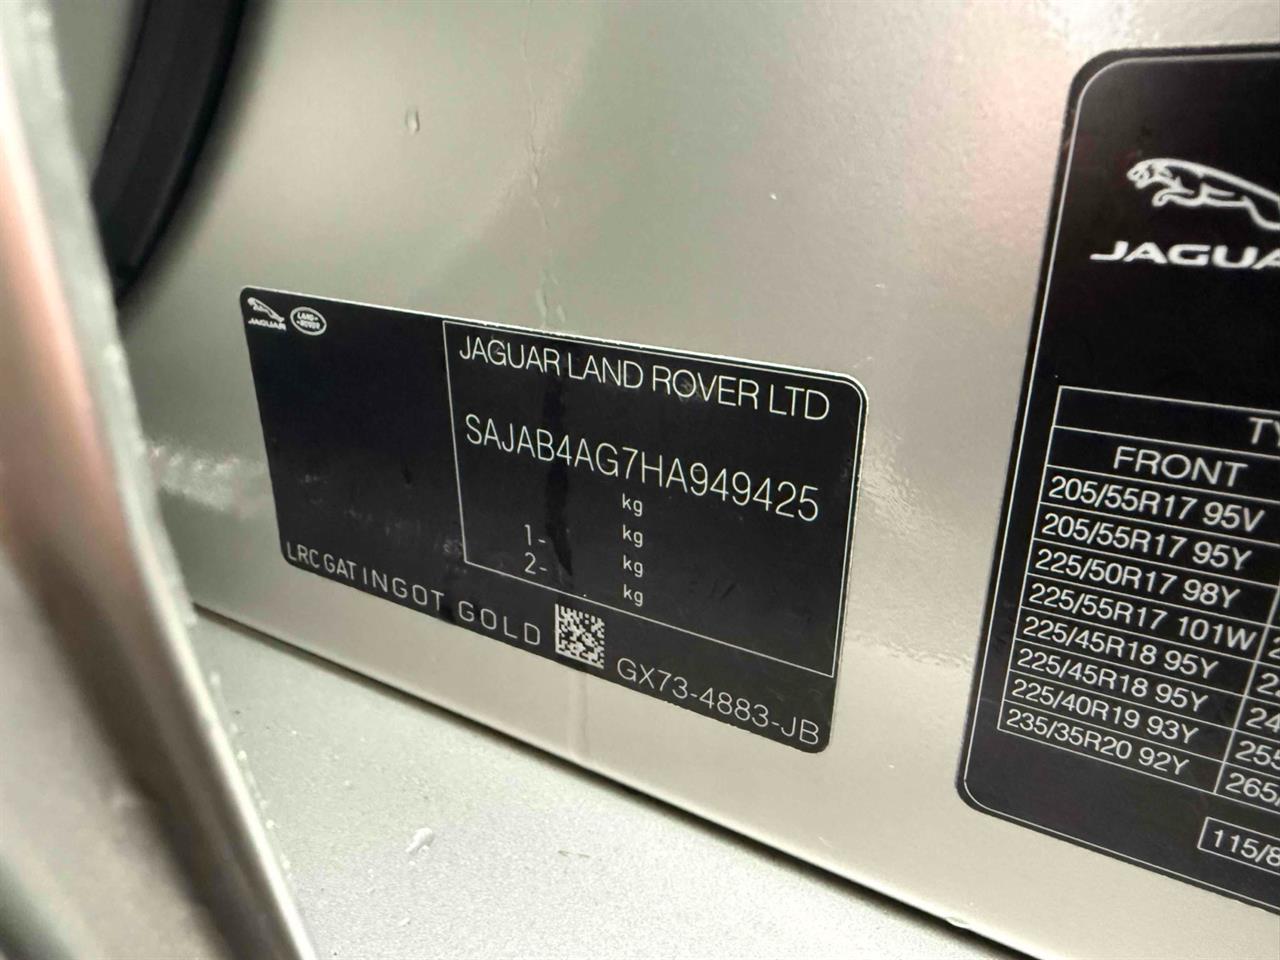 JAGUAR
LAND-
-ROVER
JAGUAR LAND ROVER LTD
SAJAB4AG7HA949425
kg
1- kg
2- kg
kg
LRC GAT INGOT GOLD
GX73-4883-JB
FRONT
205/55R17 95V
205/55R17 95Y
225/50R17 98Y
225/55R17 101W
225/45R18 95Y
225/45R18 95Y
225/40R19 93Y
235/35R20 92Y